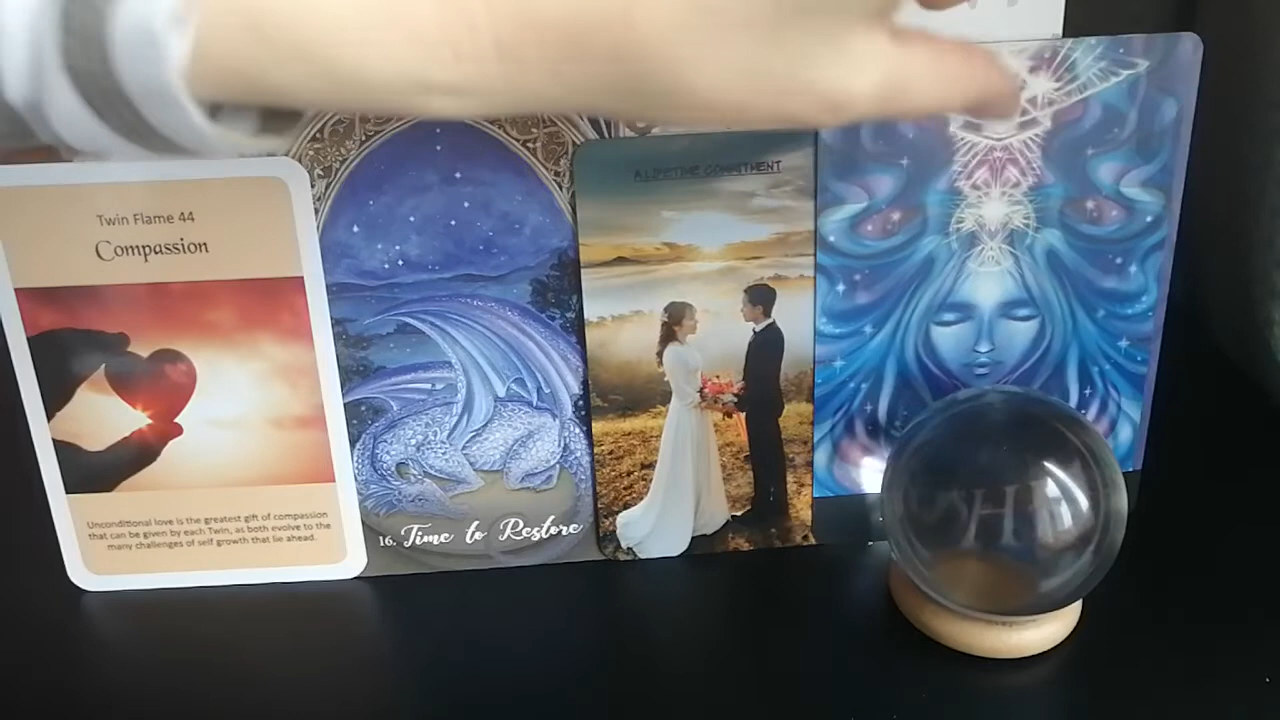 Twin Flame 44
Compassion
Unconditional love is the greatest gift of compassion
that can be given by each Twin, as both evolve to the
many challenges of self growth that lie ahead.
16. Time to Restore
A LIFETIME COMMITMENT